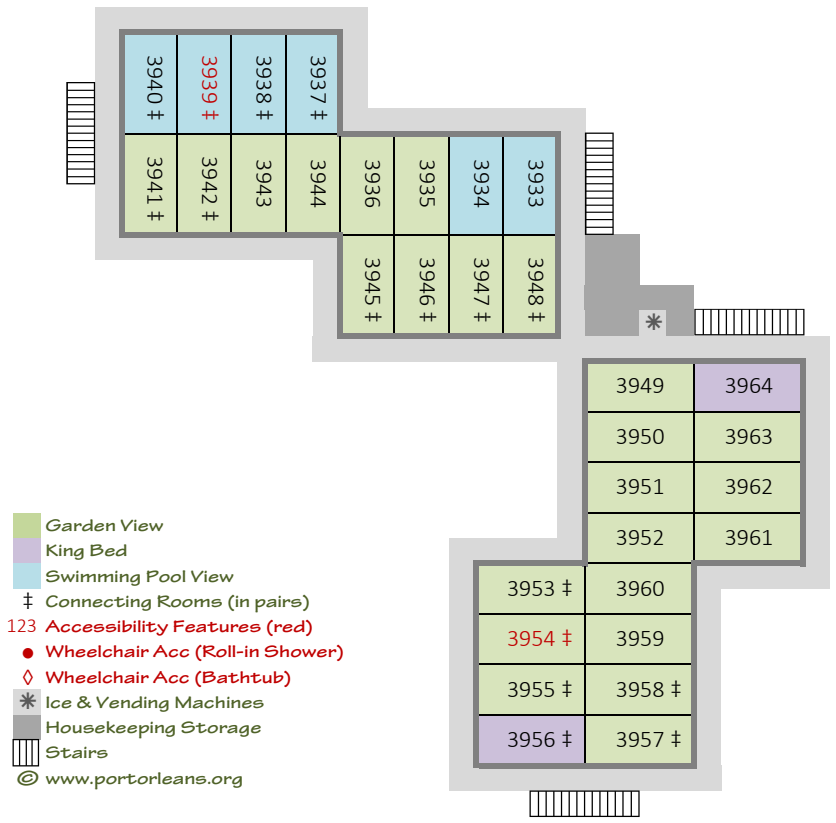 3940 ‡
3939 ‡
3938 ‡
3937 ‡
3941 ‡
3942 ‡
3943
3944
3936
3935
3934
3933
3945 ‡
3946 ‡
3947 ‡
3948 ‡
3949
3964
3950
3963
3951
3962
3952
3961
3953 ‡
3960
3954 ‡
3959
3955 ‡
3958 ‡
3956 ‡
3957 ‡
Garden View
King Bed
Swimming Pool View
‡ Connecting Rooms (in pairs)
123 Accessibility Features (red)
● Wheelchair Acc (Roll-in Shower)
◊ Wheelchair Acc (Bathtub)
Ice & Vending Machines
Housekeeping Storage
Stairs
© www.portorleans.org